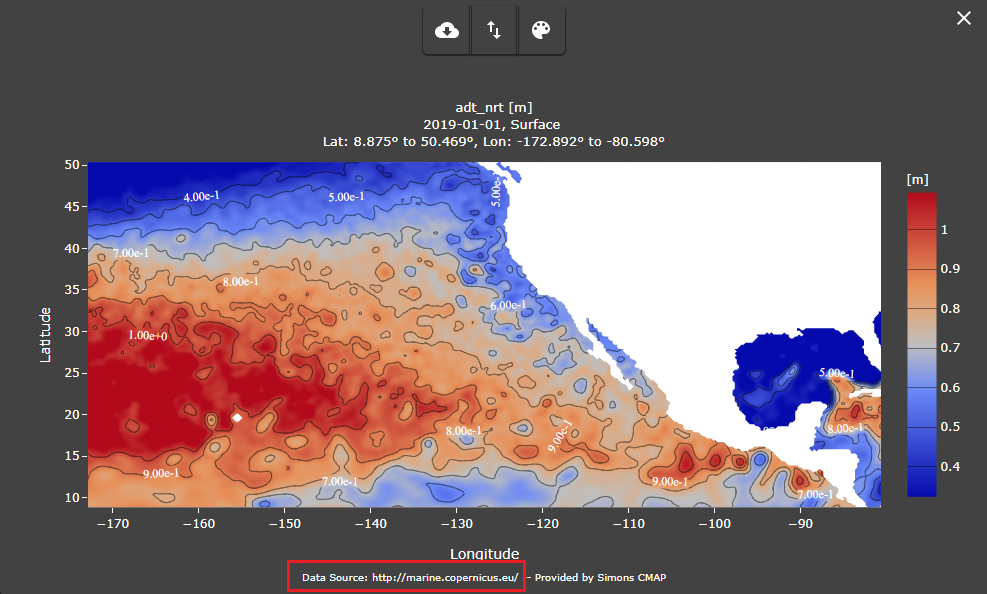 adt_nrt [m]
2019-01-01, Surface
Lat: 8.875° to 50.469°, Lon: -172.892° to -80.598°
[m]
50
45
40
35
30
25
20
15
10
Latitude
4.00e-1
5.00e-1
5.00e-1
7.00e-1
8.00e-1
6.00e-1
1.00e+0
5.00e-1
8.00e-1
9.00e-1
8.00e-1
9.00e-1
7.00e-1
9.00e-1
7.00e-1
1
0.9
0.8
0.7
0.6
0.5
0.4
−170
−160
−150
−140
−130
−120
−110
−100
−90
Longitude
Data Source: http://marine.copernicus.eu/ – Provided by Simons CMAP